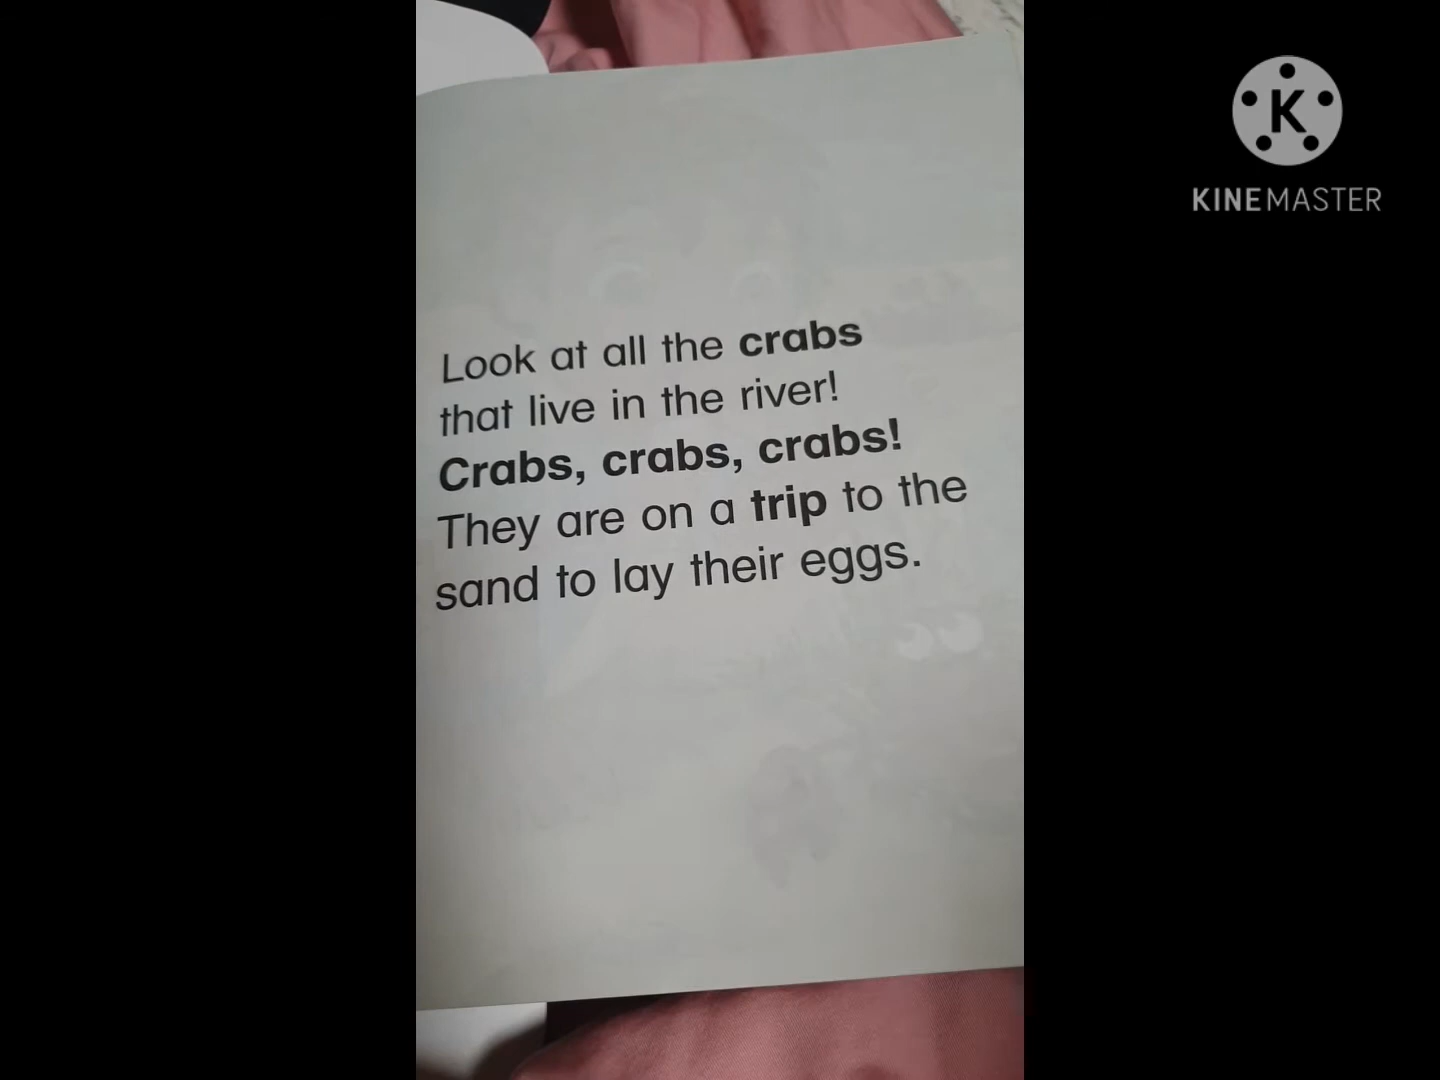 Look at all the crabs
that live in the river!
Crabs, crabs, crabs!
They are on a trip to the
sand to lay their eggs.
K
KINEMASTER